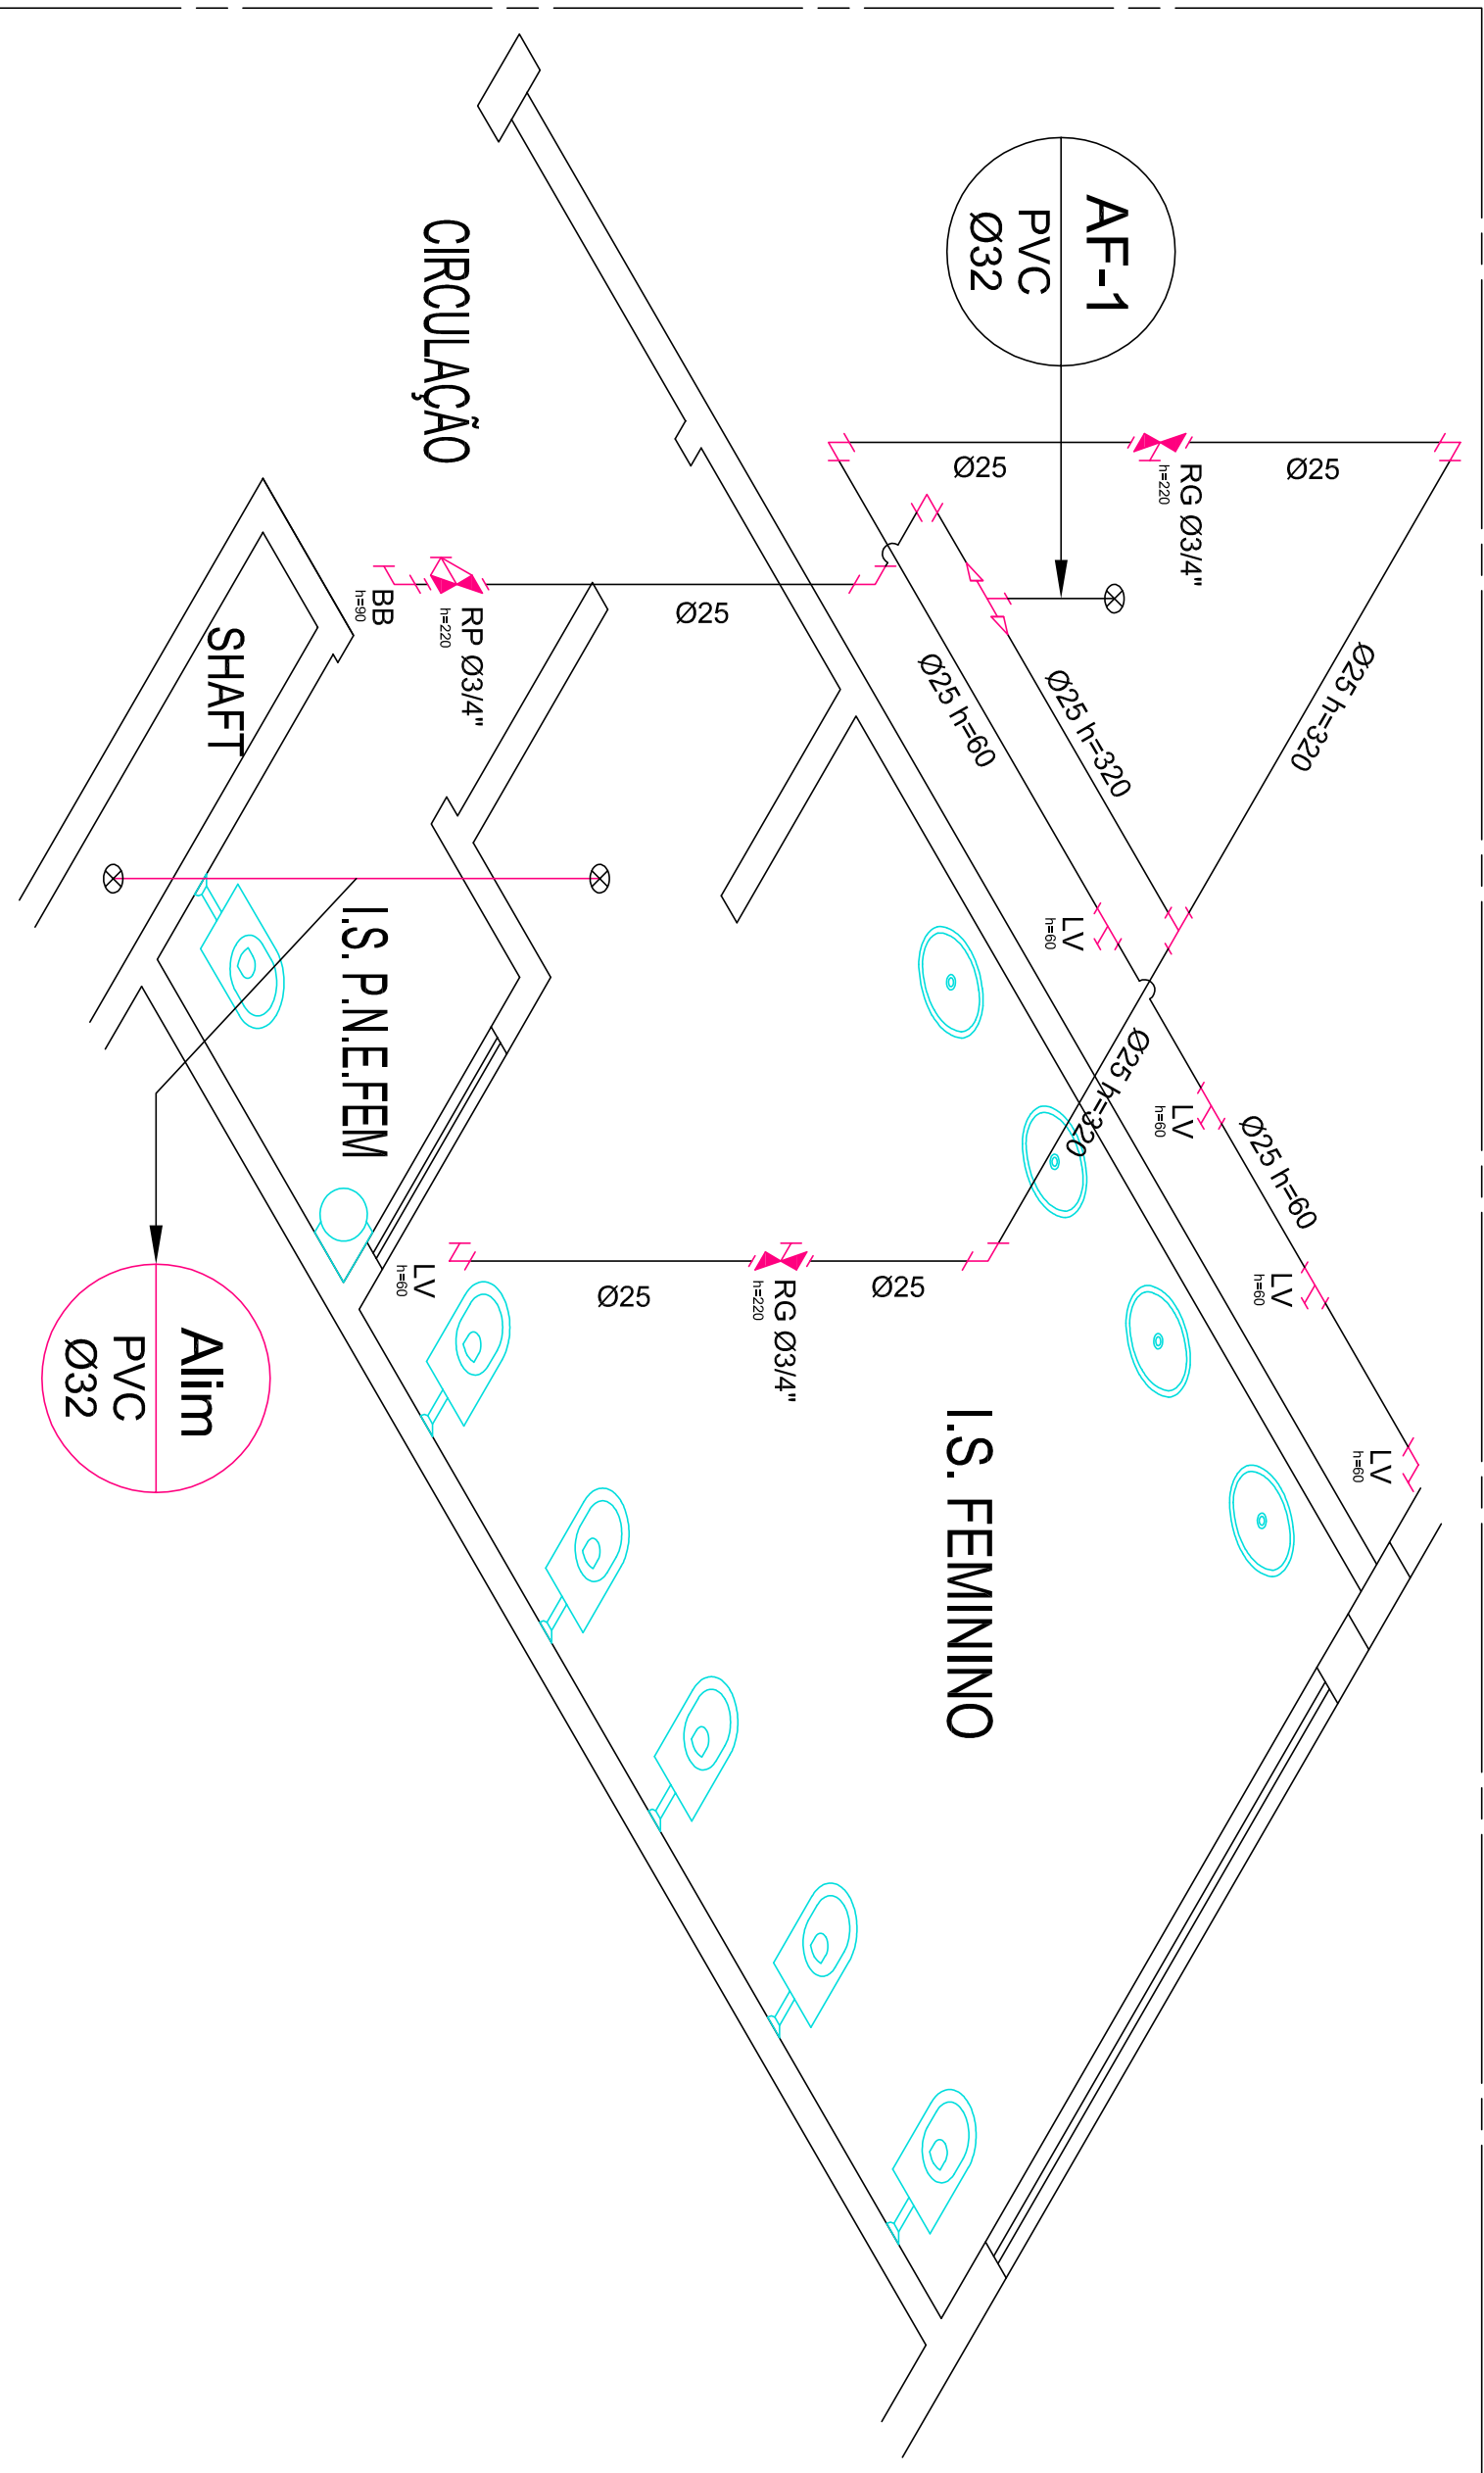 AF-1
PVC
Ø32
Ø25
Ø25
RG Ø3/4"
h=220
CIRCULAÇÃO
Ø25
RP Ø3/4"
h=220
BB
h=90
SHAFT
Ø25 h=320
Ø25 h=320
Ø25 h=60
LV
h=60
I.S. P.N.E.FEM
Ø25 h=320
LV
h=60
Ø25 h=60
LV
h=60
Ø25
RG Ø3/4"
h=220
Ø25
LV
h=60
LV
h=60
I.S. FEMININO
Alim
PVC
Ø32